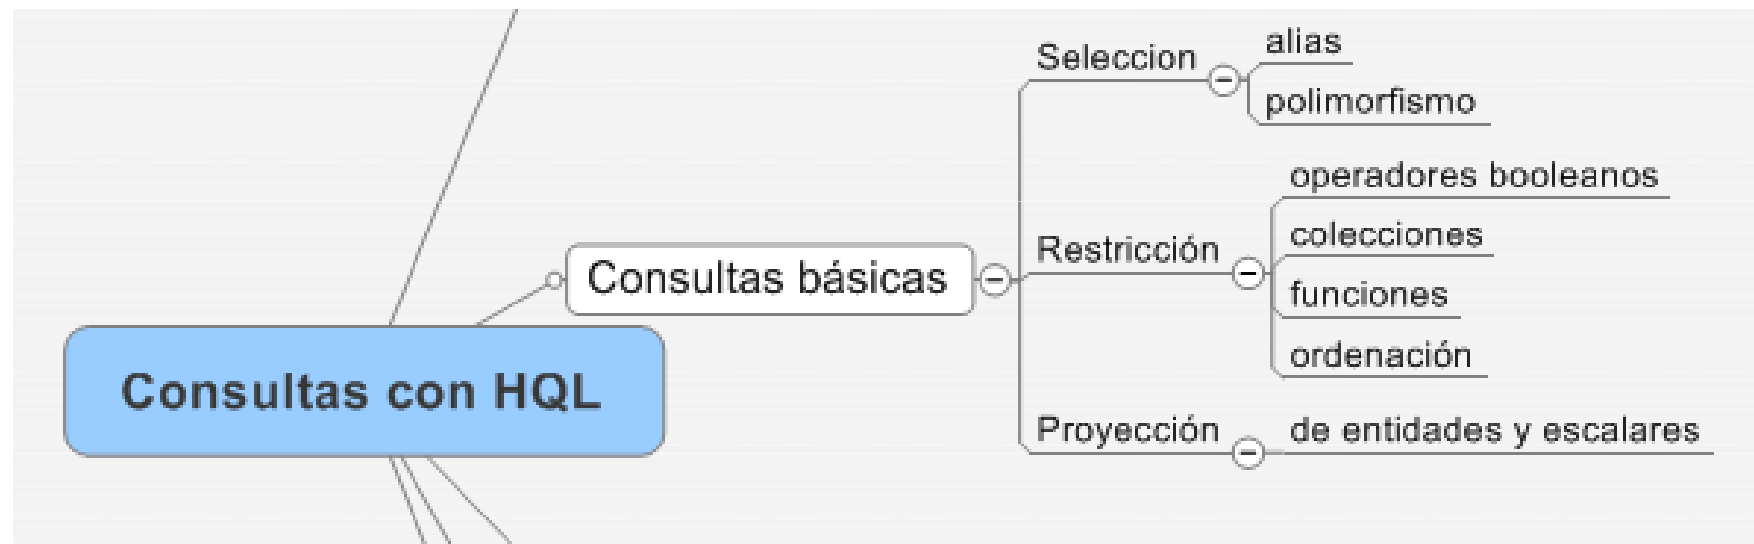 Consultas con HQL
Consultas básicas
Seleccion
alias
polimorfismo
Restricción
operadores booleanos
colecciones
funciones
ordenación
Proyección
de entidades y escalares